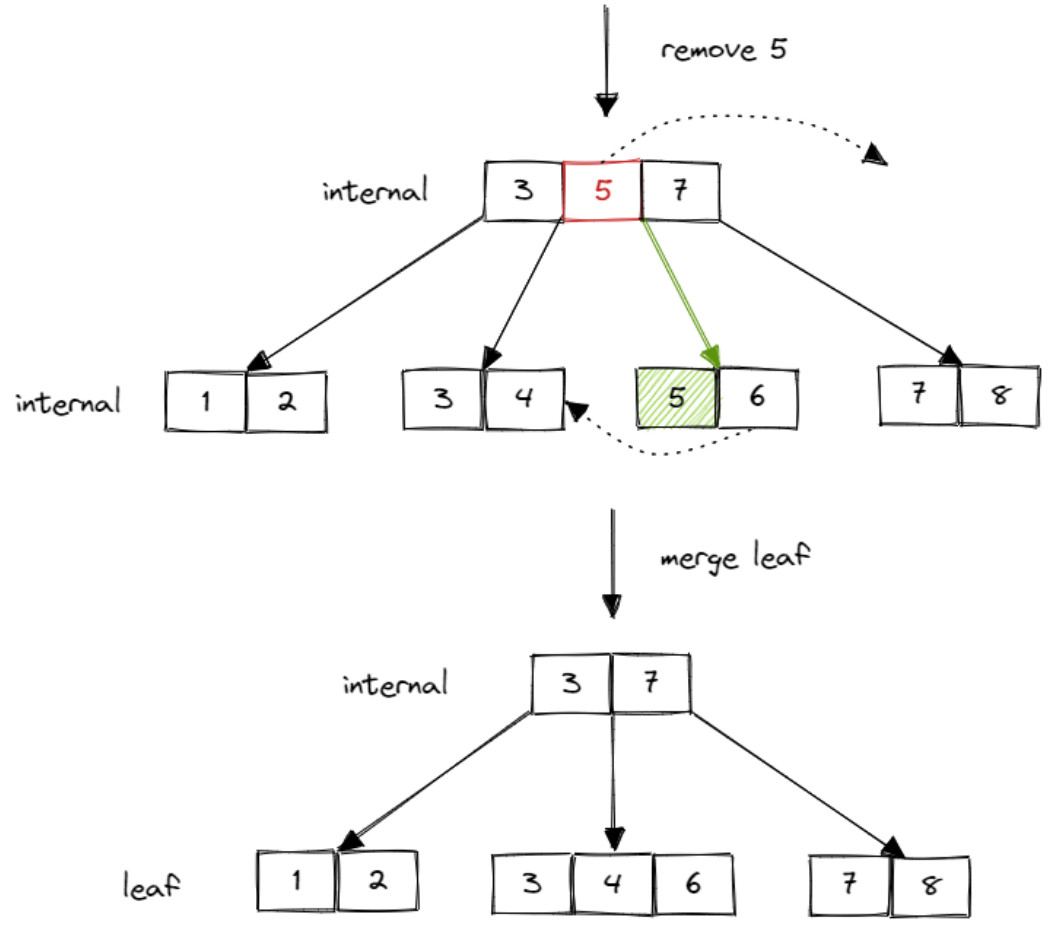 remove 5
internal 3 5 7
internal 1 2 3 4 5 6 7 8
merge leaf
internal 3 7
leaf 1 2 3 4 6 7 8